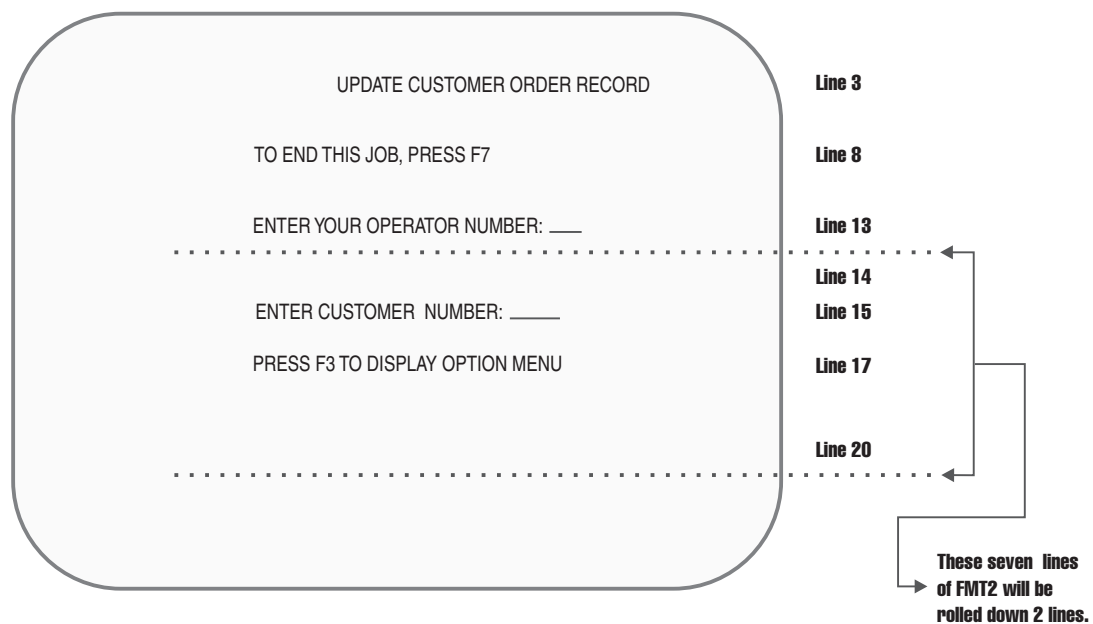 UPDATE CUSTOMER ORDER RECORD Line 3
TO END THIS JOB, PRESS F7 Line 8
ENTER YOUR OPERATOR NUMBER: ___ Line 13
Line 14
ENTER CUSTOMER NUMBER: _____ Line 15
PRESS F3 TO DISPLAY OPTION MENU Line 17
Line 20
These seven lines
of FMT2 will be
rolled down 2 lines.